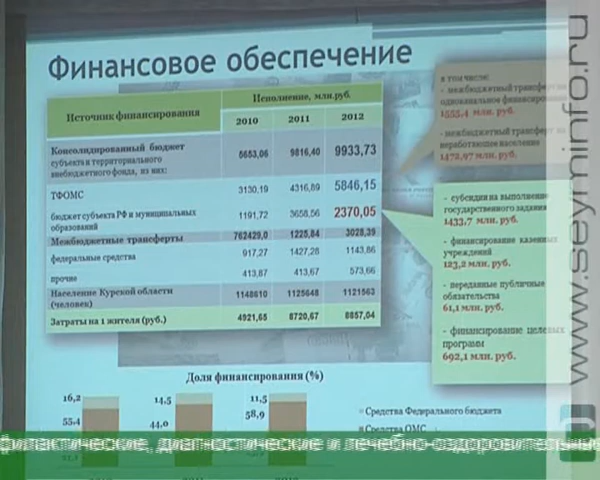 Финансовое обеспечение
Источник финансирования
Исполнение, млн.руб.
2010 2011 2012
Консолидированный бюджет
субъекта и территориального
внебюджетного фонда, из них:
5653,06 9816,40 9933,73
ТФОМС 3130,19 4316,89 5846,15
бюджет субъекта РФ и муниципальных
образований
1191,72 3658,56 2370,05
Межбюджетные трансферты 762429,0 1225,84 3028,39
федеральные средства 917,27 1427,28 1143,86
прочие 413,87 413,67 573,66
Население Курской области
(человек)
1148610 1125648 1121563
Затраты на 1 жителя (руб.) 4921,65 8720,67 8857,04
в том числе:
- межбюджетный трансферт на
одноканальное финансирование
1555,4 млн. руб.
- межбюджетный трансферт на
неработающее население
1472,97 млн. руб.
- субсидии на выполнение
государственного задания
1433,7 млн. руб.
- финансирование казенных
учреждений
123,2 млн. руб.
- переданные публичные
обязательства
61,1 млн. руб.
- финансирование целевых
программ
692,1 млн. руб.
Доля финансирования (%)
16,2 14,5 11,5
55,4 44,0 58,9
Средства Федерального бюджета
Средства ОМС
диагностические и лечебно-оздоровительн
www.seyminfo.ru